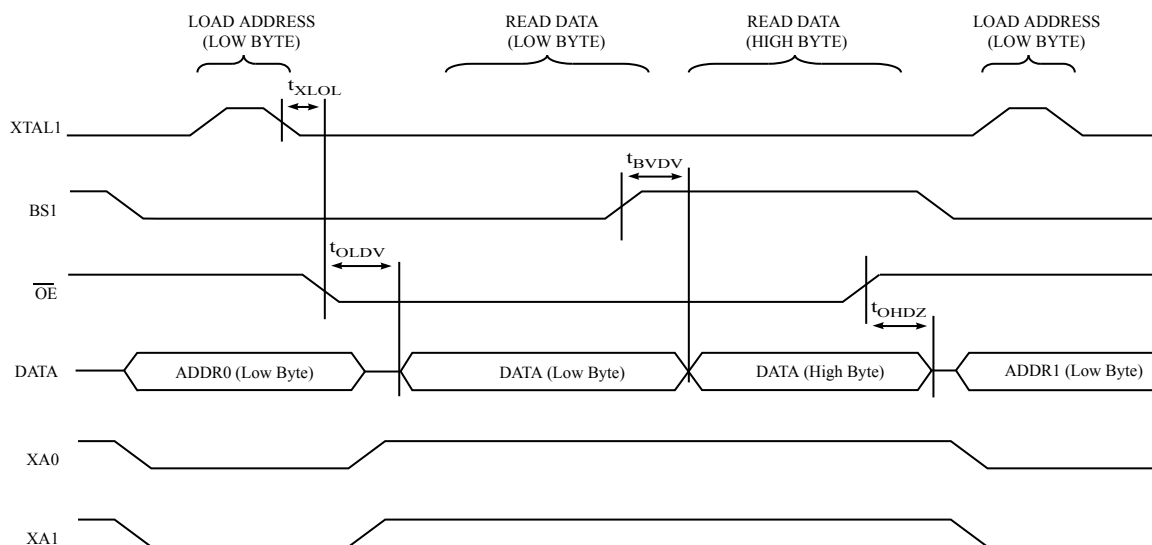 LOAD ADDRESS
(LOW BYTE)
READ DATA
(LOW BYTE)
READ DATA
(HIGH BYTE)
LOAD ADDRESS
(LOW BYTE)
tXLOL
XTAL1
tBVDV
BS1
tOLDV
OE
tOHDZ
DATA
ADDR0 (Low Byte)
DATA (Low Byte)
DATA (High Byte)
ADDR1 (Low Byte)
XA0
XA1